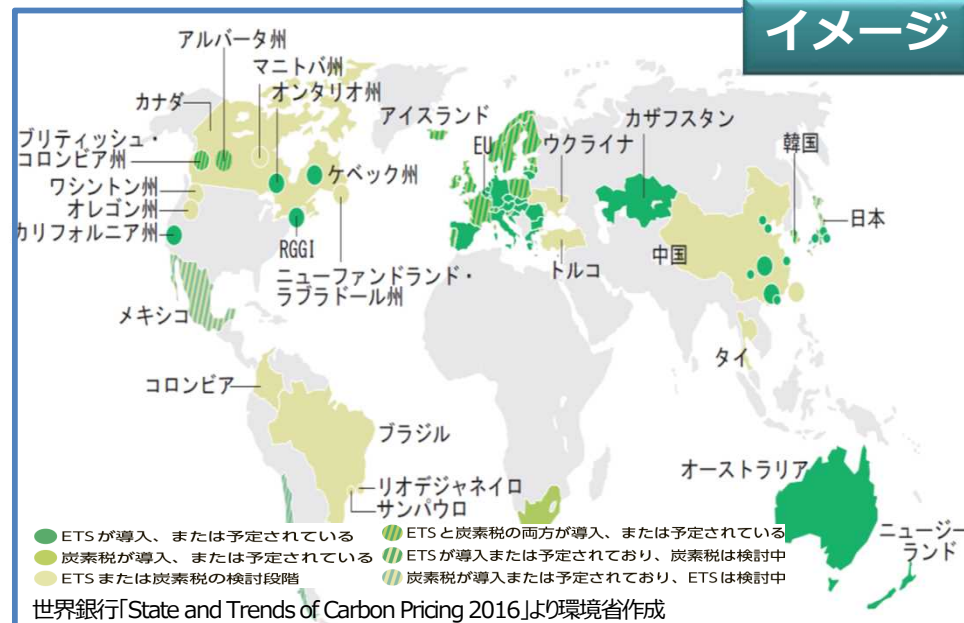 イメージ
アルバータ州
マニトバ州
オンタリオ州
カナダ
ブリティッシュ・
コロンビア州
ワシントン州
オレゴン州
カリフォルニア州
ケベック州
RGGI
ニューファンドランド・
ラブラドール州
メキシコ
アイスランド
EU
ウクライナ
カザフスタン
韓国
日本
中国
トルコ
タイ
コロンビア
ブラジル
リオデジャネイロ
サンパウロ
オーストラリア
ニュージー
ランド
ETSが導入、または予定されている
炭素税が導入、または予定されている
ETSまたは炭素税の検討段階
ETSと炭素税の両方が導入、または予定されている
ETSが導入または予定されており、炭素税は検討中
炭素税が導入または予定されており、ETSは検討中
世界銀行「State and Trends of Carbon Pricing 2016」より環境省作成